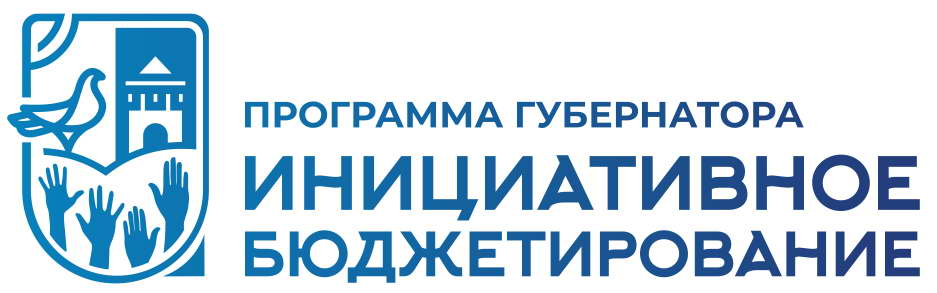 ПРОГРАММА ГУБЕРНАТОРА
ИНИЦИАТИВНОЕ
БЮДЖЕТИРОВАНИЕ